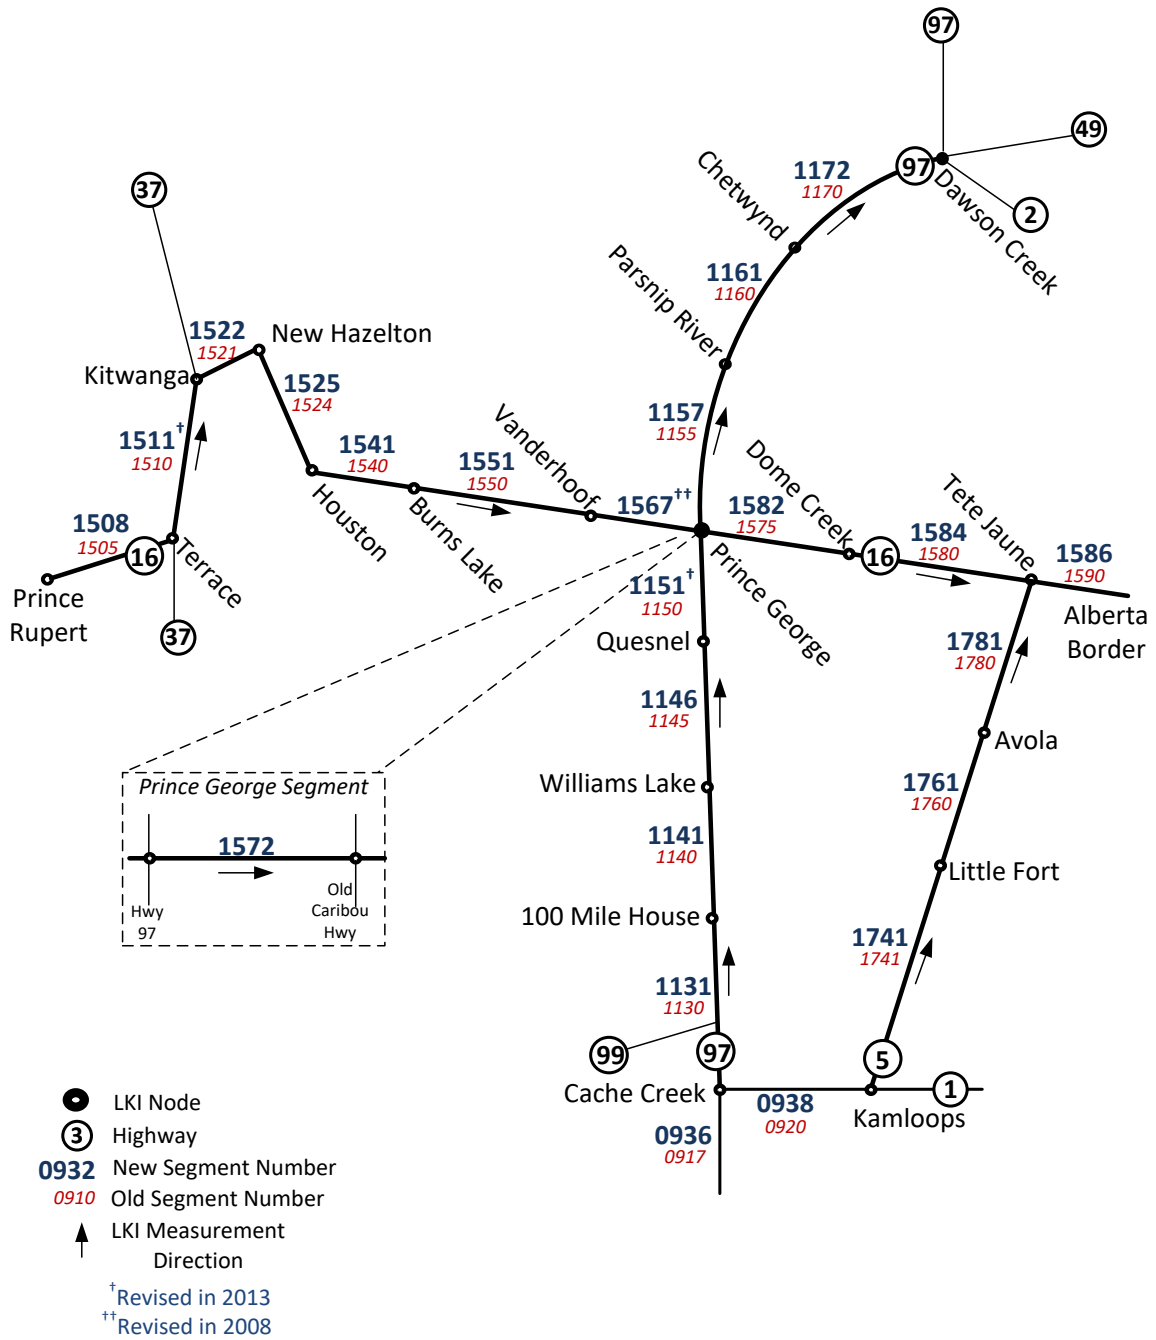 97
49
Chetwynd
1172
1170
97
Dawson Creek
2
37
Parsnip River
1161
1160
1522
1521
New Hazelton
Kitwanga
1525
1524
1157
1155
Vanderhoof
1511†
1510
1541
1540
1551
1550
Dome Creek
Tete Jaune
1567††
1582
1575
1508
1505
16
Terrace
Houston
Burns Lake
16
1584
1580
1586
1590
Prince
Rupert
37
1151†
1150
Prince George
Alberta
Border
Quesnel
1781
1780
1146
1145
Avola
Prince George Segment
Williams Lake
1761
1760
1572
1141
1140
Little Fort
Hwy
97
Old
Caribou
Hwy
100 Mile House
1741
1741
1131
1130
99
97
5
Cache Creek
0938
0920
1
Kamloops
0936
0917
LKI Node
3 Highway
0932 New Segment Number
0910 Old Segment Number
LKI Measurement
Direction
†Revised in 2013
††Revised in 2008